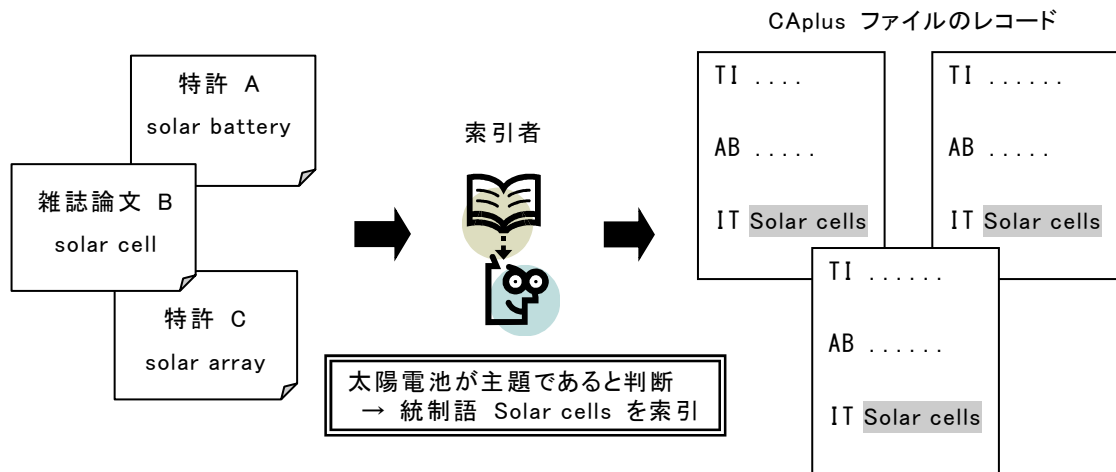 CAplus ファイルのレコード
特許 A
solar battery
雑誌論文 B
solar cell
特許 C
solar array
索引者
太陽電池が主題であると判断
→ 統制語 Solar cells を索引
TI ....
AB .....
IT Solar cells
TI ......
AB .....
IT Solar cells
TI ......
AB ......
IT Solar cells